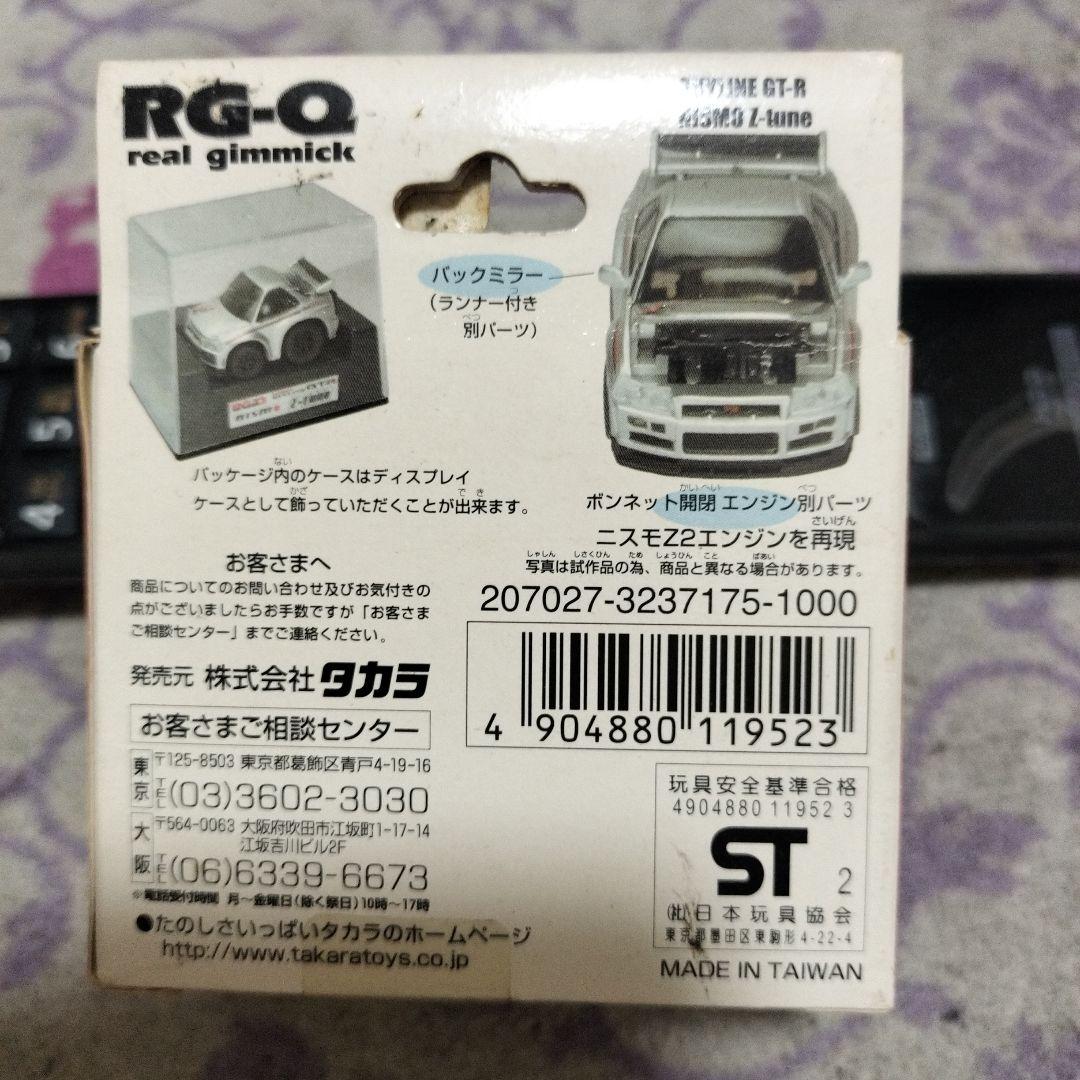 RG-Q
real gimmick
GT-R
Z-tune
バックミラー
(ランナー付き
別パーツ)
パッケージ内のケースはディスプレイ
ケースとして飾っていただくことが出来ます。
ボンネット開閉 エンジン別パーツ
ニスモZ2エンジンを再現
写真は試作品の為、商品と異なる場合があります。
お客さまへ
商品についてのお問い合わせ及びお気付きの
点がございましたらお手数ですが「お客さま
ご相談センター」までご連絡ください。
発売元 株式会社 タカラ
お客さまご相談センター
東京 〒125-8503 東京都葛飾区青戸4-19-16
TEL(03)3602-3030
大阪 〒564-0063 大阪府吹田市江坂町1-17-14
江坂吉川ビル2F
TEL(06)6339-6673
※電話受付時間 月〜金曜日(除く祭日)10時〜17時
●たのしさいっぱいタカラのホームページ
http://www.takaratoys.co.jp
207027-3237175-1000
4 904880 119523
玩具安全基準合格
4904880 11952 3
ST 2
(社)日本玩具協会
東京都墨田区東駒形4-22-4
MADE IN TAIWAN
5
4